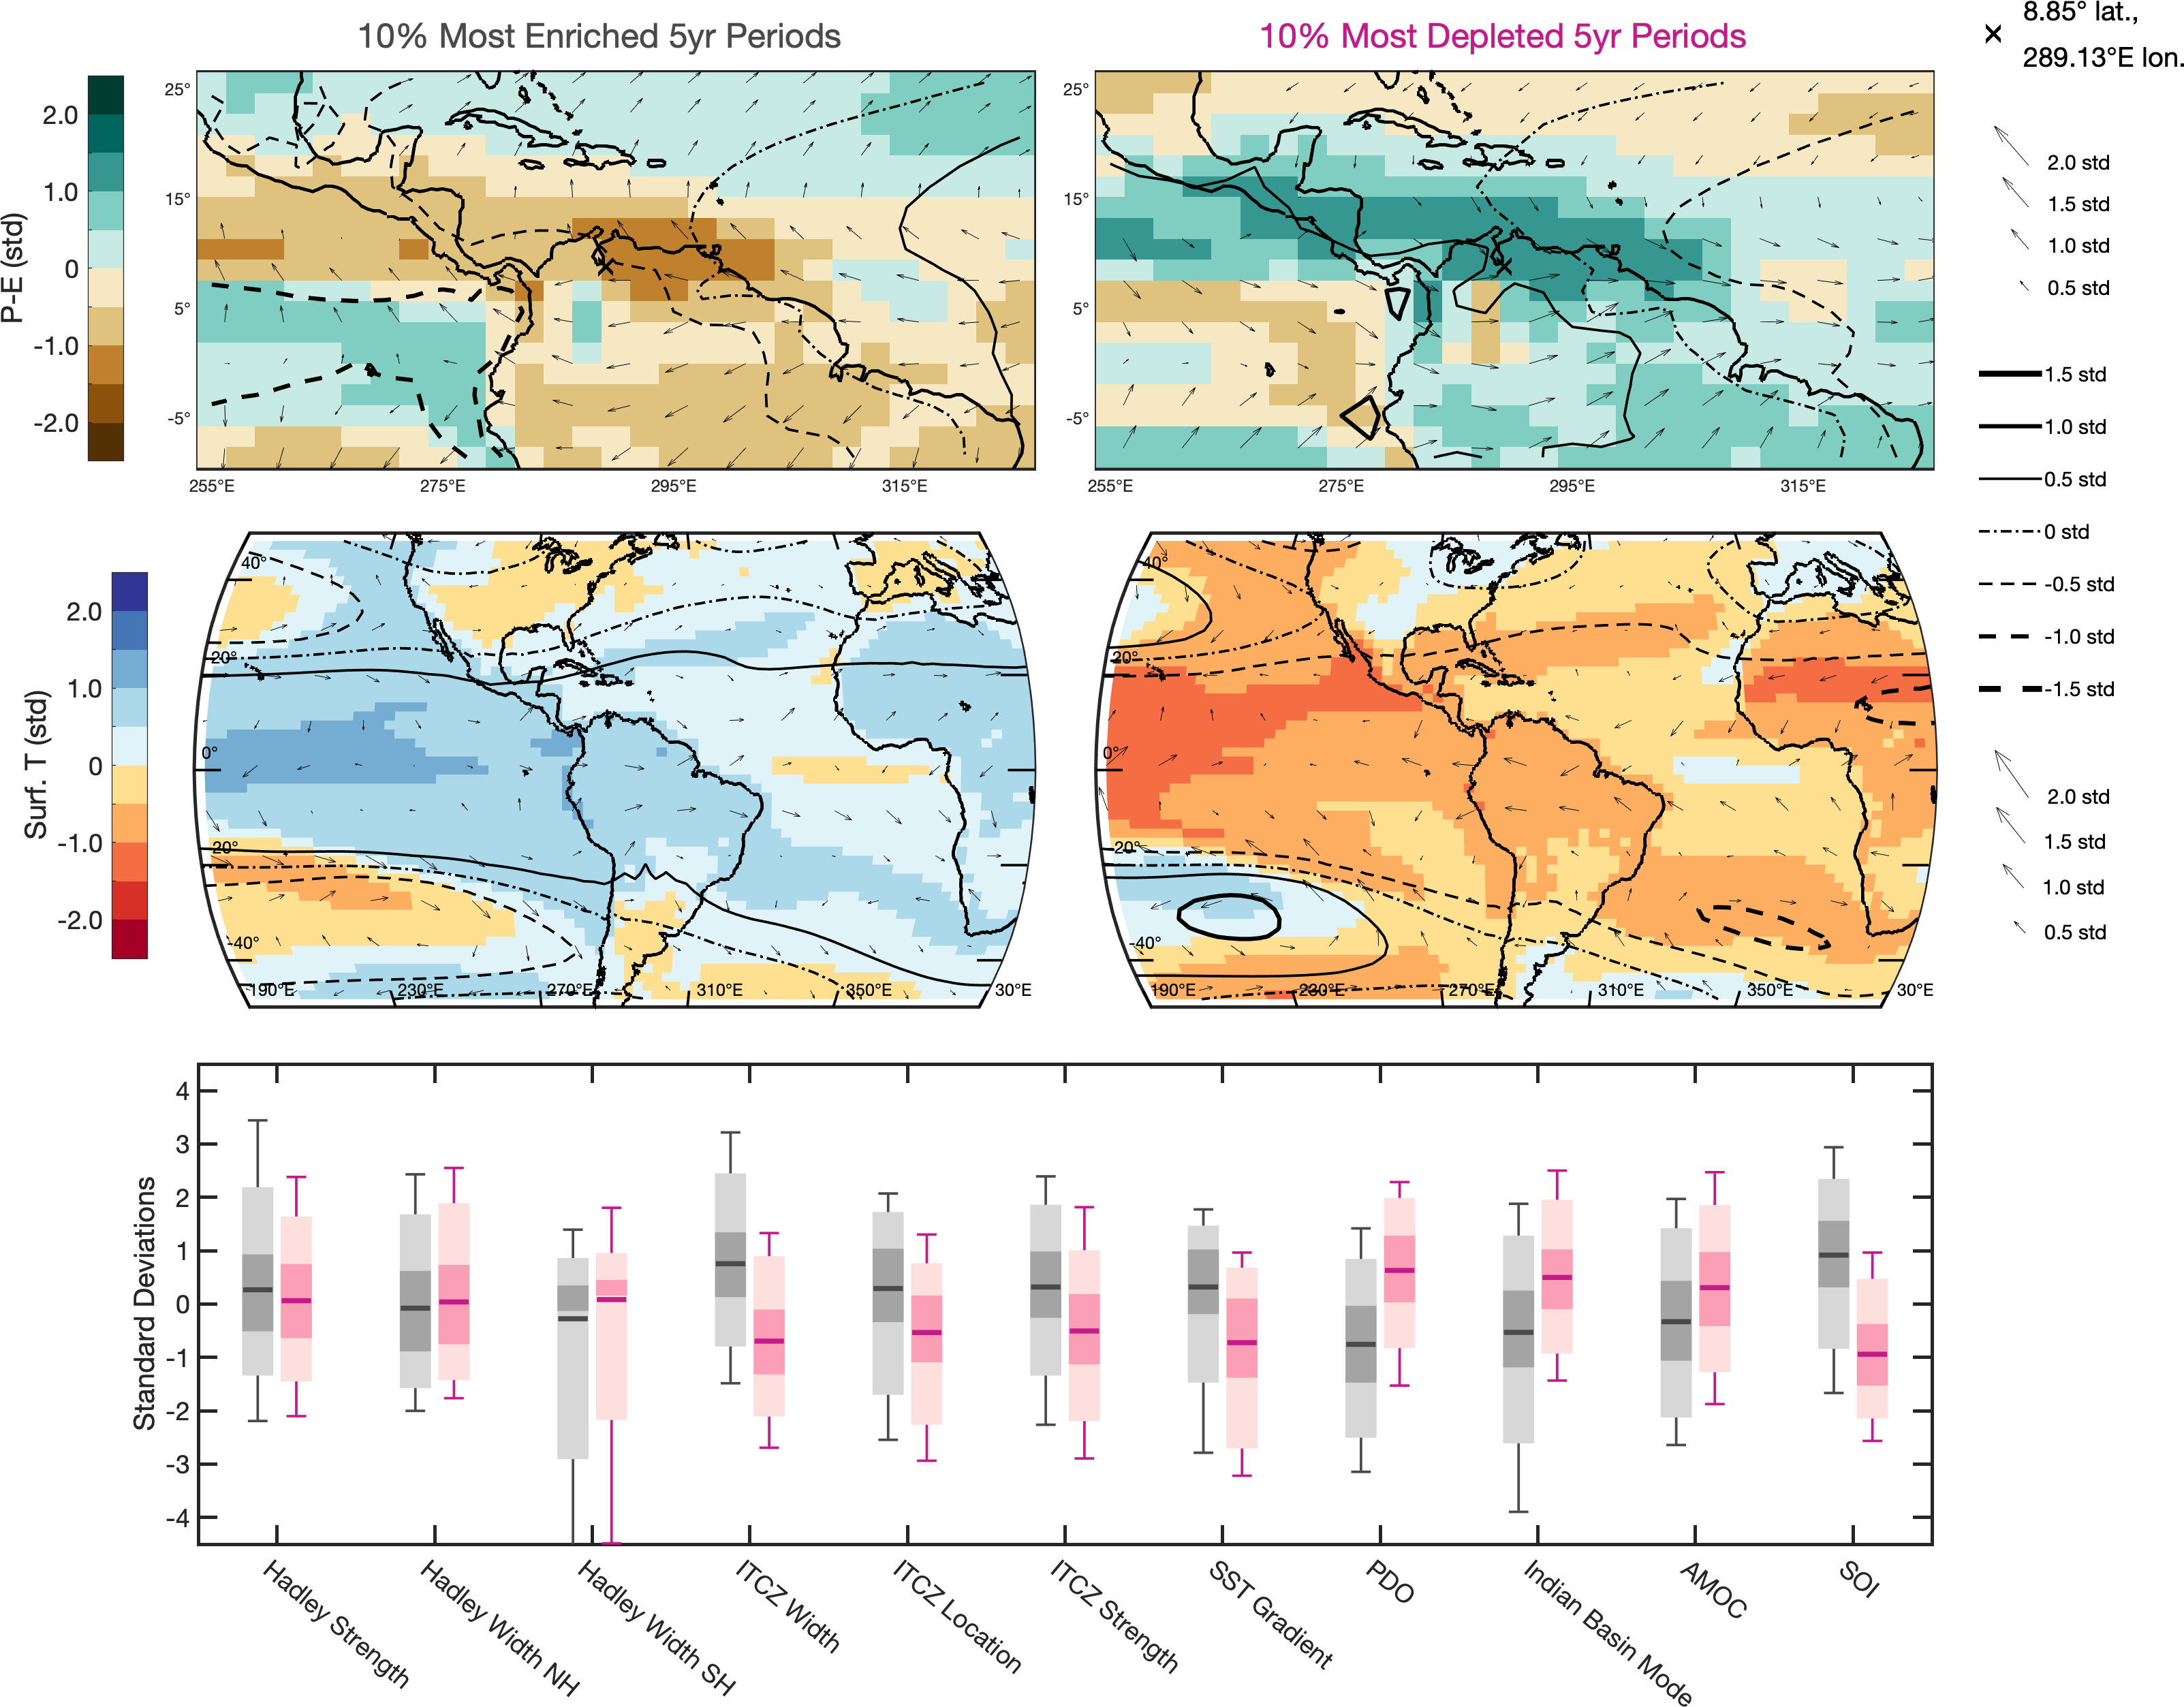 10% Most Enriched 5yr Periods
10% Most Depleted 5yr Periods
8.85° lat.,
289.13°E lon.
P-E (std)
2.0
1.0
0
-1.0
-2.0
25°
15°
5°
-5°
255°E
275°E
295°E
315°E
25°
15°
5°
-5°
255°E
275°E
295°E
315°E
2.0 std
1.5 std
1.0 std
0.5 std
1.5 std
1.0 std
0.5 std
0 std
-0.5 std
-1.0 std
-1.5 std
2.0 std
1.5 std
1.0 std
0.5 std
Surf. T (std)
2.0
1.0
0
-1.0
-2.0
40°
20°
0°
-20°
-40°
190°E
230°E
270°E
310°E
350°E
30°E
40°
20°
0°
-20°
-40°
190°E
230°E
270°E
310°E
350°E
30°E
Standard Deviations
4
3
2
1
0
-1
-2
-3
-4
Hadley Strength
Hadley Width NH
Hadley Width SH
ITCZ Width
ITCZ Location
ITCZ Strength
SST Gradient
PDO
Indian Basin Mode
AMOC
SOI